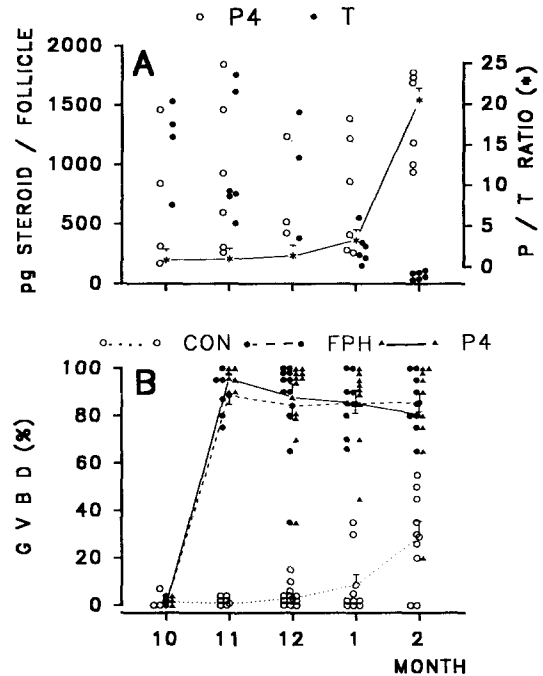 P4 T
A
2000
1500
1000
500
0
pg STEROID / FOLLICLE
25
20
15
10
5
0
P / T RATIO (*)
CON FPH P4
B
100
80
60
40
20
0
GVBD (%)
10 11 12 1 2
MONTH